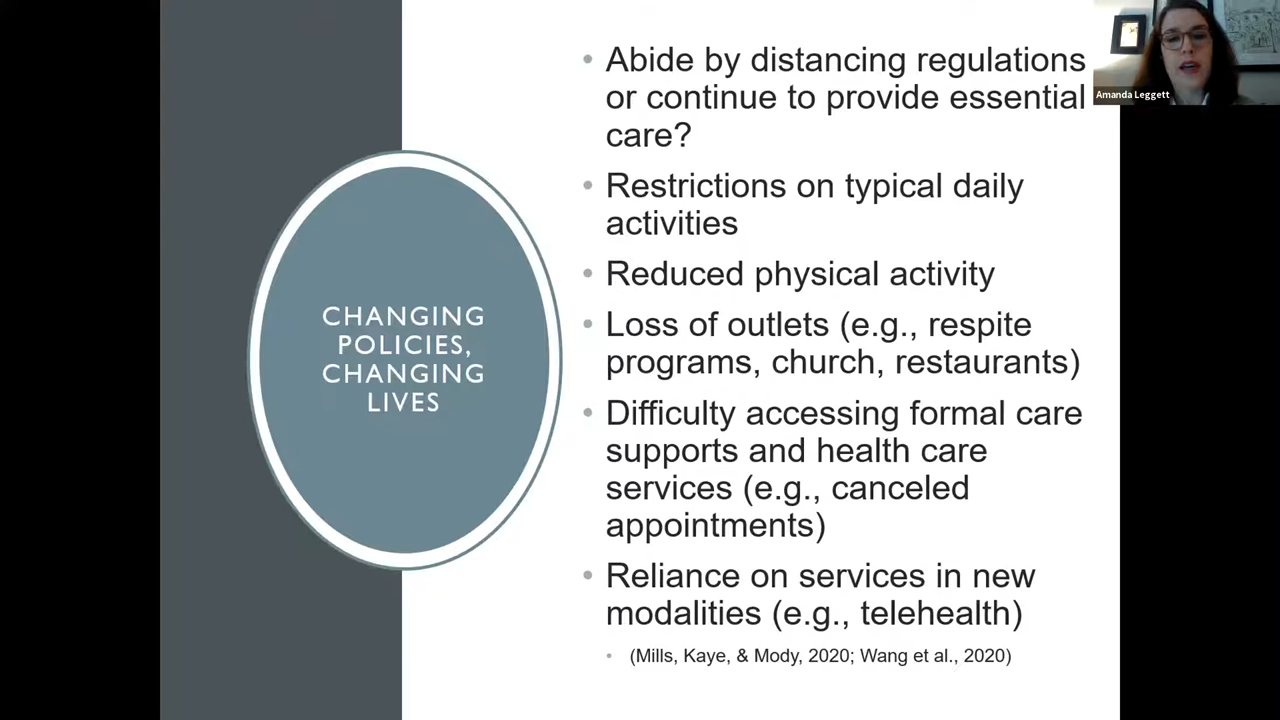 CHANGING
POLICIES,
CHANGING
LIVES
• Abide by distancing regulations
or continue to provide essential
care?
• Restrictions on typical daily
activities
• Reduced physical activity
• Loss of outlets (e.g., respite
programs, church, restaurants)
• Difficulty accessing formal care
supports and health care
services (e.g., canceled
appointments)
• Reliance on services in new
modalities (e.g., telehealth)
• (Mills, Kaye, & Mody, 2020; Wang et al., 2020)
Amanda Leggett